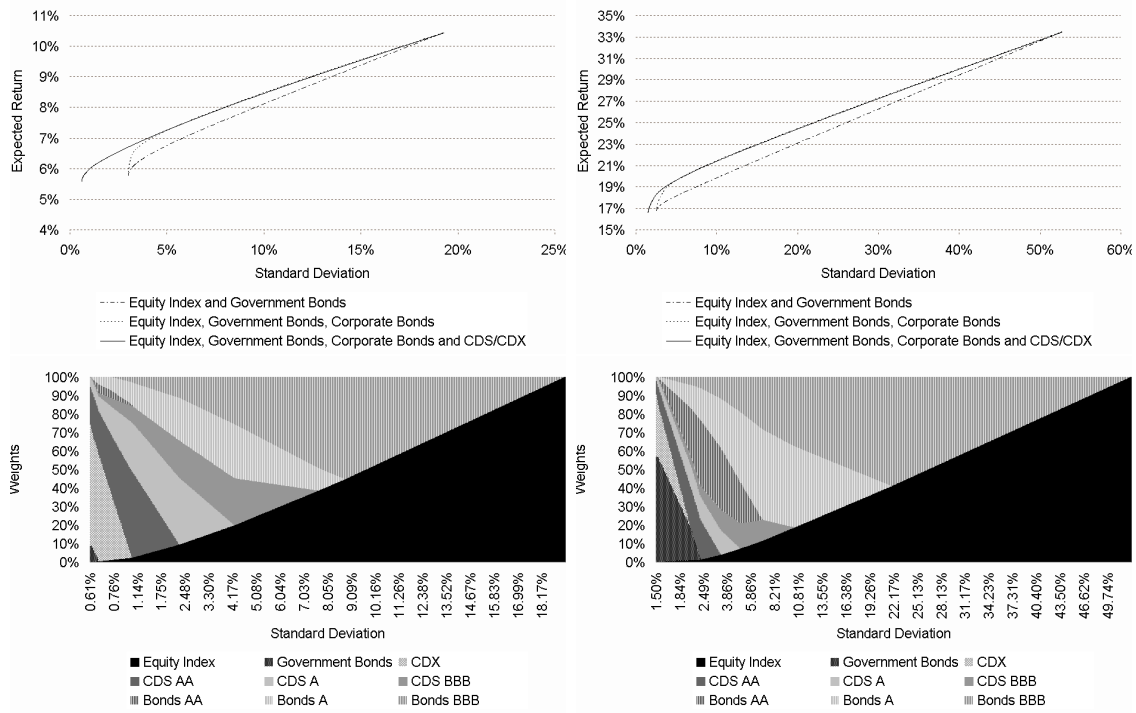 11%
10%
9%
8%
7%
6%
5%
4%
Expected Return
0% 5% 10% 15% 20% 25%
Standard Deviation
Equity Index and Government Bonds
Equity Index, Government Bonds, Corporate Bonds
Equity Index, Government Bonds, Corporate Bonds and CDS/CDX
35%
33%
31%
29%
27%
25%
23%
21%
19%
17%
15%
Expected Return
0% 10% 20% 30% 40% 50% 60%
Standard Deviation
Equity Index and Government Bonds
Equity Index, Government Bonds, Corporate Bonds
Equity Index, Government Bonds, Corporate Bonds and CDS/CDX
100%
90%
80%
70%
60%
50%
40%
30%
20%
10%
0%
Weights
0.61% 0.76% 1.14% 1.75% 2.48% 3.30% 4.17% 5.08% 6.04% 7.03% 8.05% 9.09% 10.16% 11.26% 12.38% 13.52% 14.67% 15.83% 16.99% 18.17%
Standard Deviation
Equity Index Government Bonds CDX
CDS AA CDS A CDS BBB
Bonds AA Bonds A Bonds BBB
100%
90%
80%
70%
60%
50%
40%
30%
20%
10%
0%
Weights
1.50% 1.84% 2.49% 3.86% 5.86% 8.21% 10.81% 13.55% 16.38% 19.26% 22.17% 25.13% 28.13% 31.17% 34.23% 37.31% 40.40% 43.50% 46.62% 49.74%
Standard Deviation
Equity Index Government Bonds CDX
CDS AA CDS A CDS BBB
Bonds AA Bonds A Bonds BBB